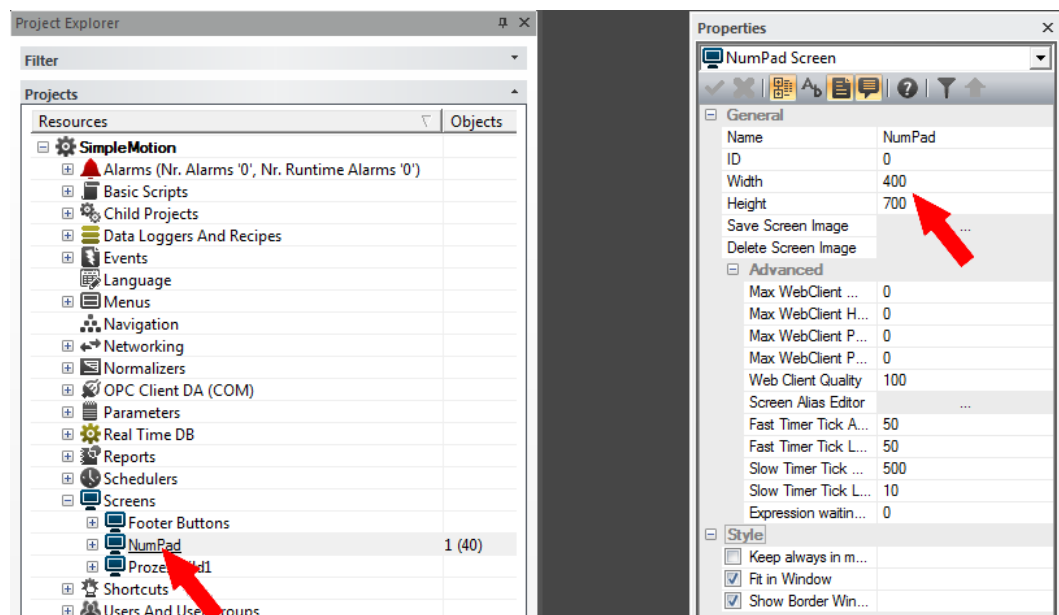 Project Explorer
Filter
Projects
Resources Objects
SimpleMotion
Alarms (Nr. Alarms '0', Nr. Runtime Alarms '0')
Basic Scripts
Child Projects
Data Loggers And Recipes
Events
Language
Menus
Navigation
Networking
Normalizers
OPC Client DA (COM)
Parameters
Real Time DB
Reports
Schedulers
Screens
Footer Buttons
NumPad 1 (40)
Shortcuts
Users And
Properties
NumPad Screen
General
Name NumPad
ID 0
Width 400
Height 700
Save Screen Image ...
Delete Screen Image
Advanced
Max WebClient ... 0
Max WebClient H... 0
Max WebClient P... 0
Max WebClient P... 0
Web Client Quality 100
Screen Alias Editor ...
Fast Timer Tick A... 50
Fast Timer Tick L... 50
Slow Timer Tick ... 500
Slow Timer Tick L... 10
Expression waitin... 0
Style
Keep always in m...
Fit in Window
Show Border Win...